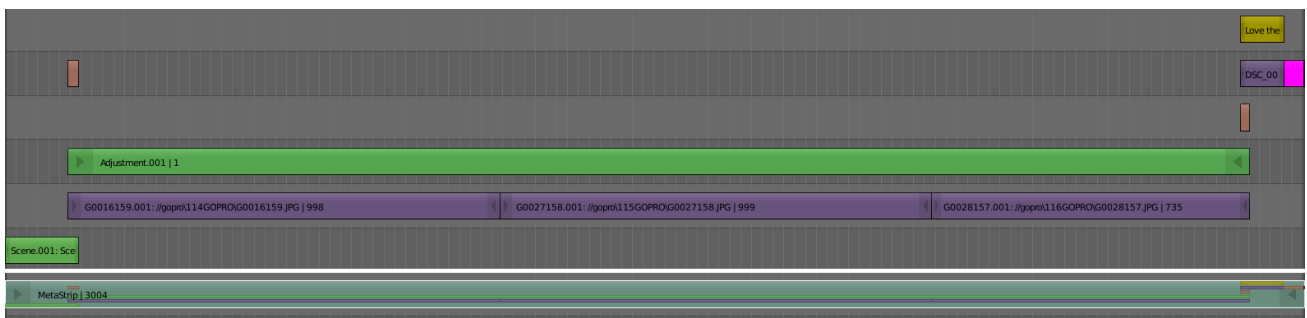 Love the
DSC_00
Adjustment.001 | 1
G0016159.001: //gopro\114GOPRO\G0016159.JPG | 998
G0027158.001: //gopro\115GOPRO\G0027158.JPG | 999
G0028157.001: //gopro\116GOPRO\G0028157.JPG | 735
Scene.001: Sce
MetaStrip | 3004